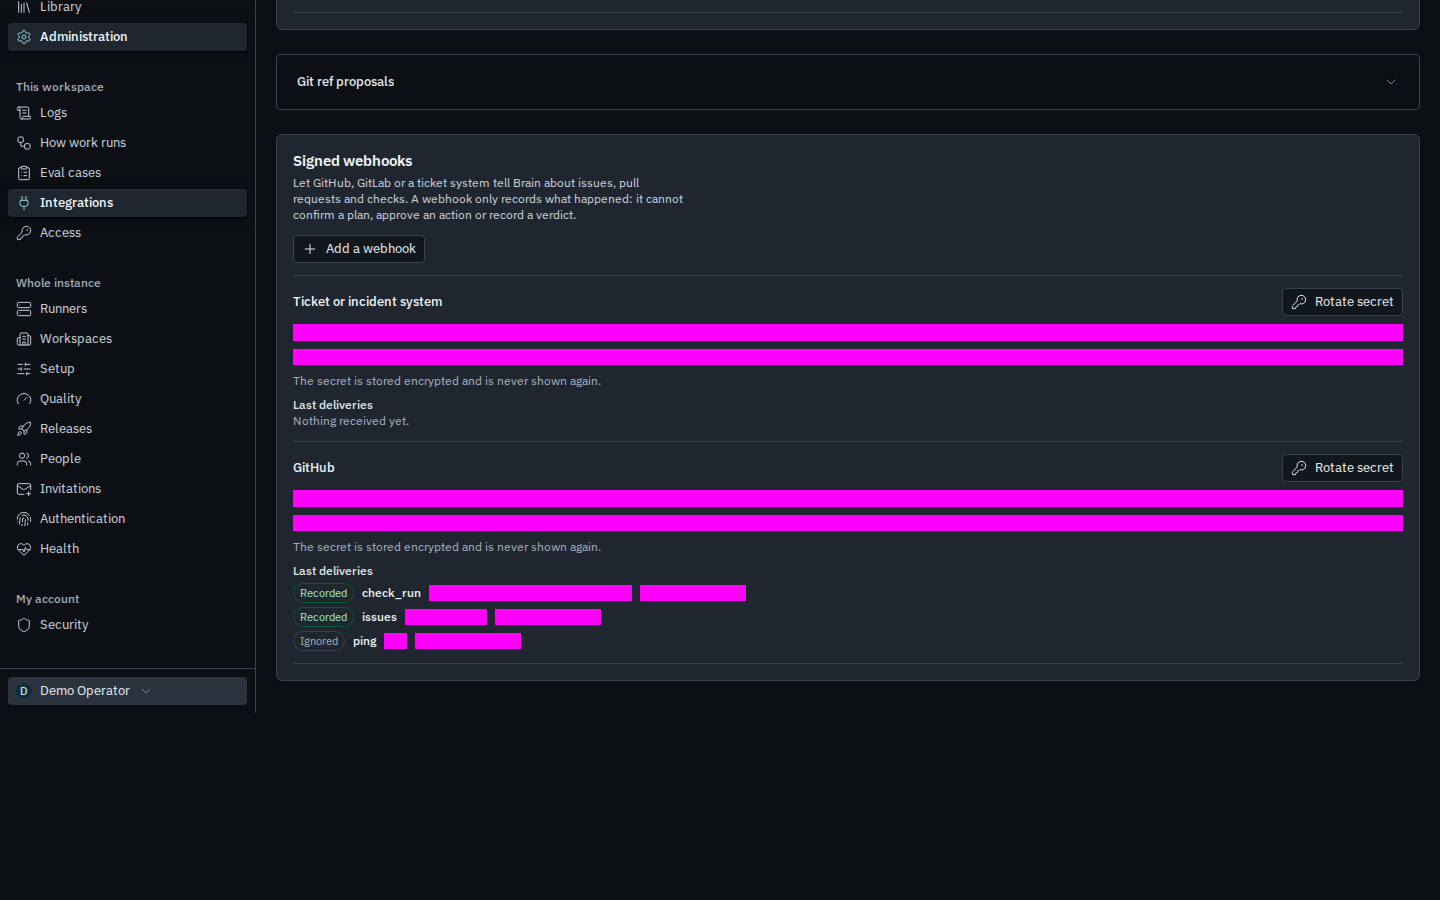 Library
Administration
This workspace
Logs
How work runs
Eval cases
Integrations
Access
Whole instance
Runners
Workspaces
Setup
Quality
Releases
People
Invitations
Authentication
Health
My account
Security
D Demo Operator
Git ref proposals
Signed webhooks
Let GitHub, GitLab or a ticket system tell Brain about issues, pull
requests and checks. A webhook only records what happened: it cannot
confirm a plan, approve an action or record a verdict.
Add a webhook
Ticket or incident system
Rotate secret
The secret is stored encrypted and is never shown again.
Last deliveries
Nothing received yet.
GitHub
Rotate secret
The secret is stored encrypted and is never shown again.
Last deliveries
Recorded check_run
Recorded issues
Ignored ping